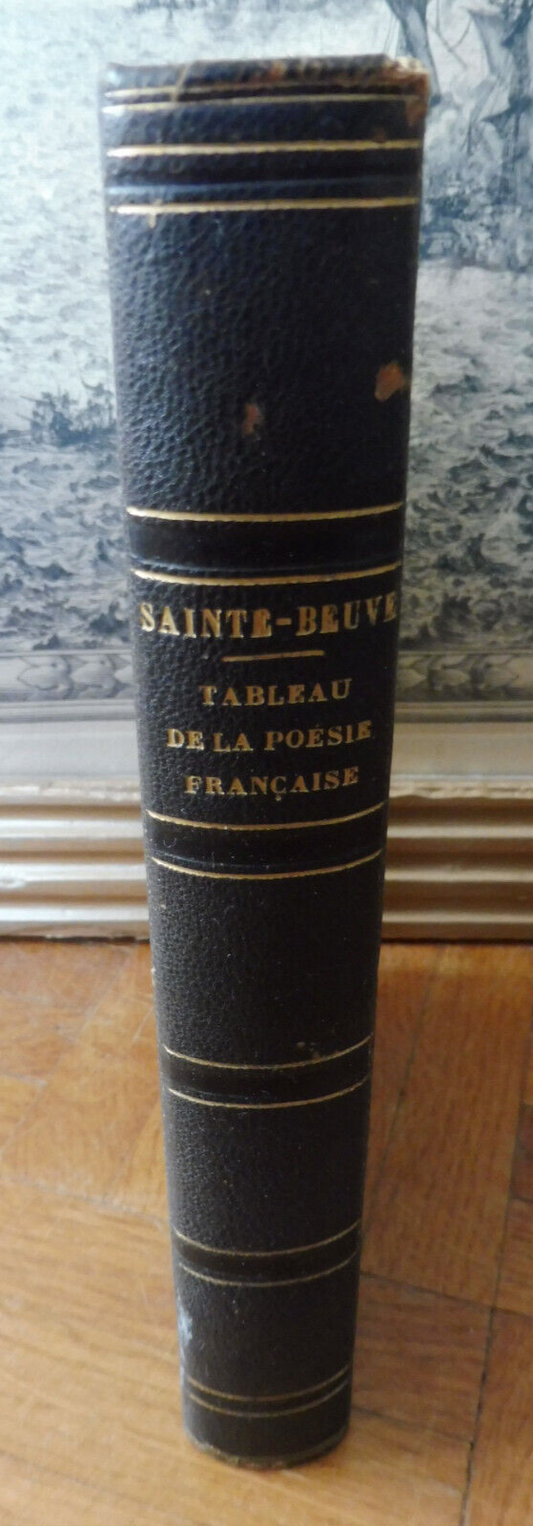 SAINTE-BEUVE
TABLEAU
DE LA POÉSIE
FRANÇAISE